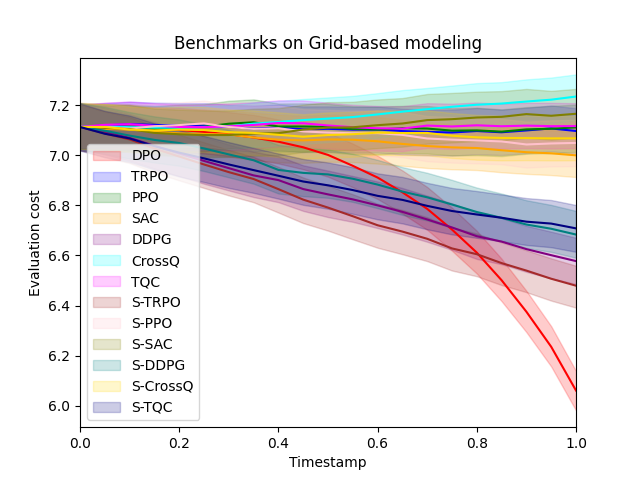 Benchmarks on Grid-based modeling
Evaluation cost
7.2
7.0
6.8
6.6
6.4
6.2
6.0
DPO
TRPO
PPO
SAC
DDPG
CrossQ
TQC
S-TRPO
S-PPO
S-SAC
S-DDPG
S-CrossQ
S-TQC
0.0 0.2 0.4 0.6 0.8 1.0
Timestamp